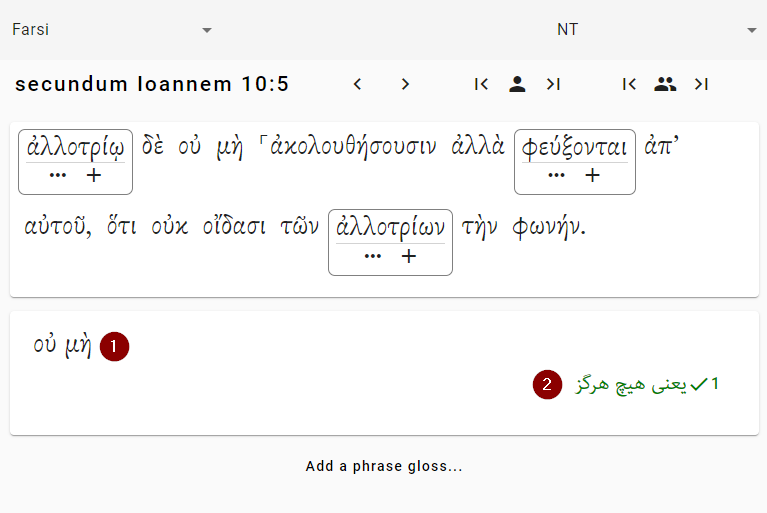 Farsi NT
secundum Ioannem 10:5
ἀλλοτρίῳ δὲ οὐ μὴ ⸀ἀκολουθήσουσιν ἀλλὰ φεύξονται ἀπ’
... + ... +
αὐτοῦ, ὅτι οὐκ οἴδασι τῶν ἀλλοτρίων τὴν φωνήν.
... +
οὐ μὴ 1
1 یعنی هیچ هرگز 2
Add a phrase gloss...